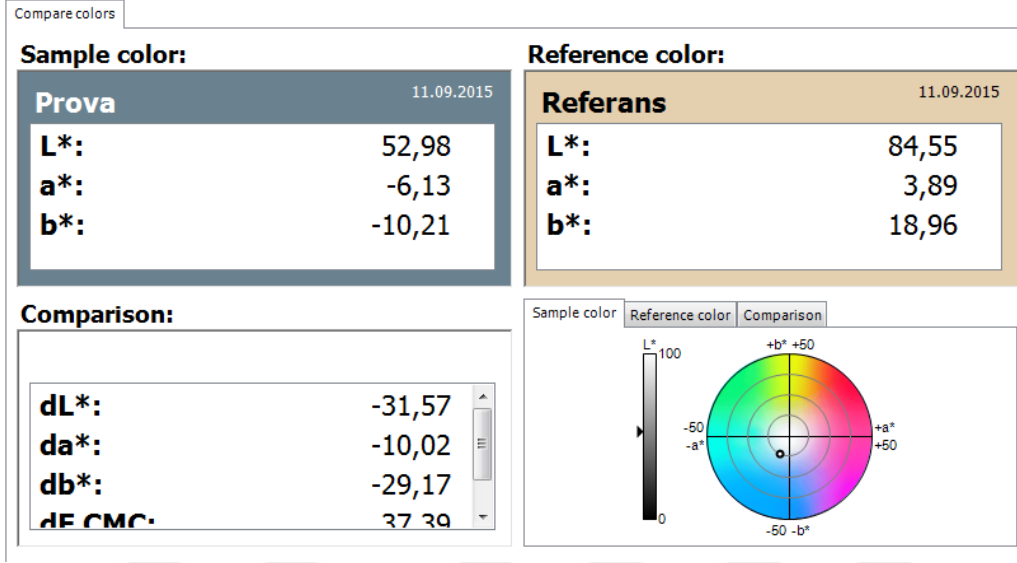 Compare colors
Sample color:
Prova 11.09.2015
L*: 52,98
a*: -6,13
b*: -10,21
Reference color:
Referans 11.09.2015
L*: 84,55
a*: 3,89
b*: 18,96
Comparison:
dL*: -31,57
da*: -10,02
db*: -29,17
dE CMC: 37,39
Sample color Reference color Comparison
L*
100
0
+b* +50
-50
-a*
+a*
+50
-50 -b*